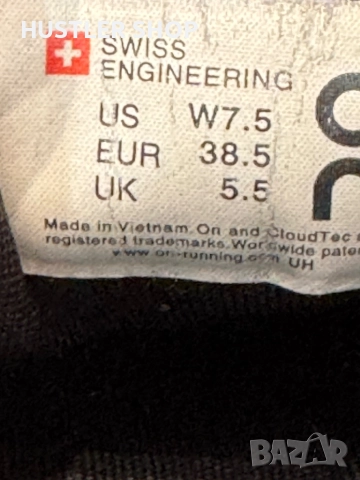 HUSTLER SHOP
SWISS
ENGINEERING
US W7.5
EUR 38.5
UK 5.5
Made in Vietnam. On and CloudTec
registered trademarks. Worldwide
www.on-running.com UH
BAZAR